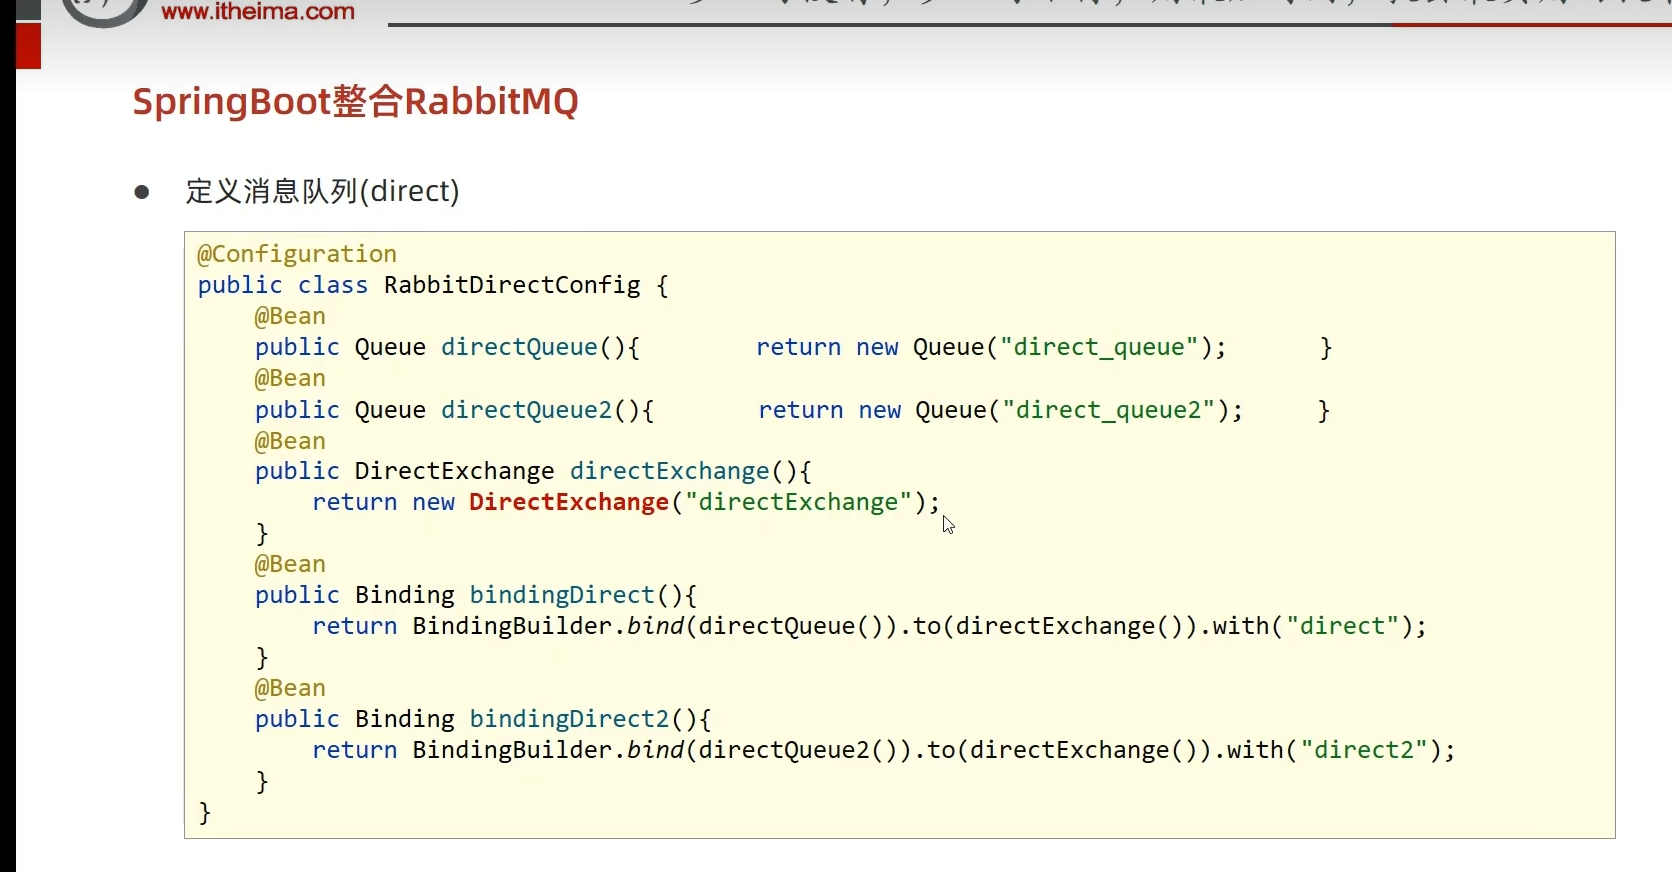 www.itheima.com
SpringBoot整合RabbitMQ
● 定义消息队列(direct)
@Configuration
public class RabbitDirectConfig {
    @Bean
    public Queue directQueue(){        return new Queue("direct_queue");      }
    @Bean
    public Queue directQueue2(){       return new Queue("direct_queue2");     }
    @Bean
    public DirectExchange directExchange(){
        return new DirectExchange("directExchange");
    }
    @Bean
    public Binding bindingDirect(){
        return BindingBuilder.bind(directQueue()).to(directExchange()).with("direct");
    }
    @Bean
    public Binding bindingDirect2(){
        return BindingBuilder.bind(directQueue2()).to(directExchange()).with("direct2");
    }
}